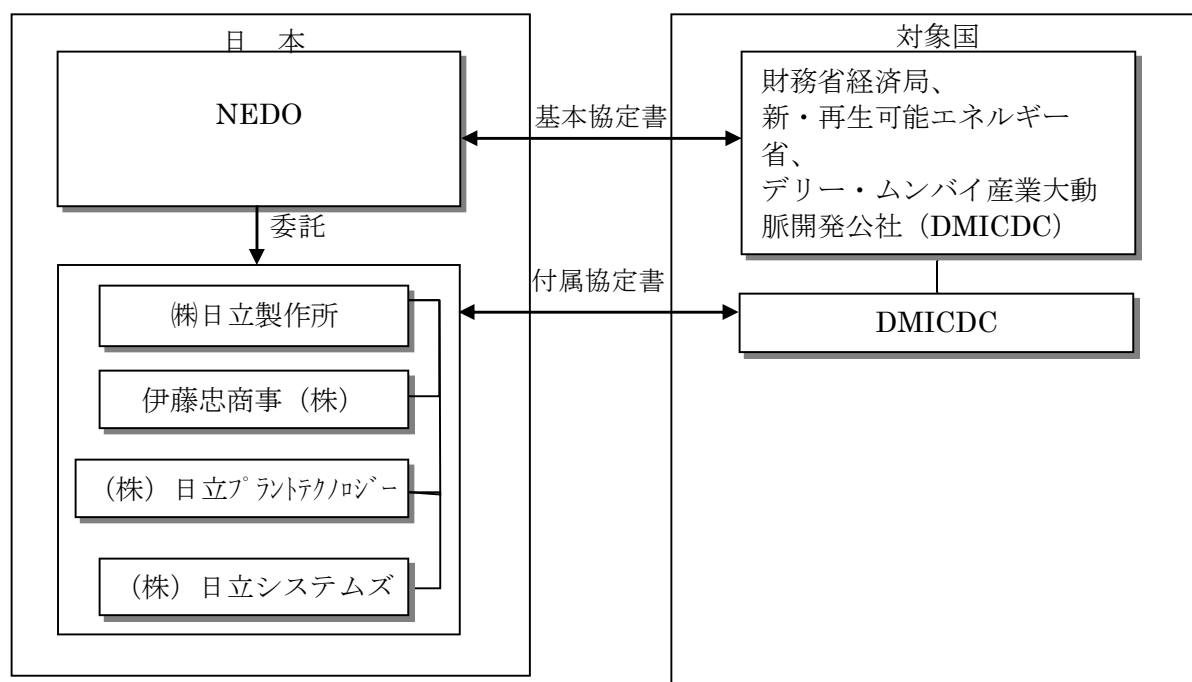 日　本
NEDO
委託
㈱日立製作所
伊藤忠商事（株）
（株）日立ﾌﾟﾗﾝﾄﾃｸﾉﾛｼﾞｰ
（株）日立システムズ
基本協定書
付属協定書
対象国
財務省経済局、
新・再生可能エネルギー
省、
デリー・ムンバイ産業大動
脈開発公社（DMICDC）
DMICDC